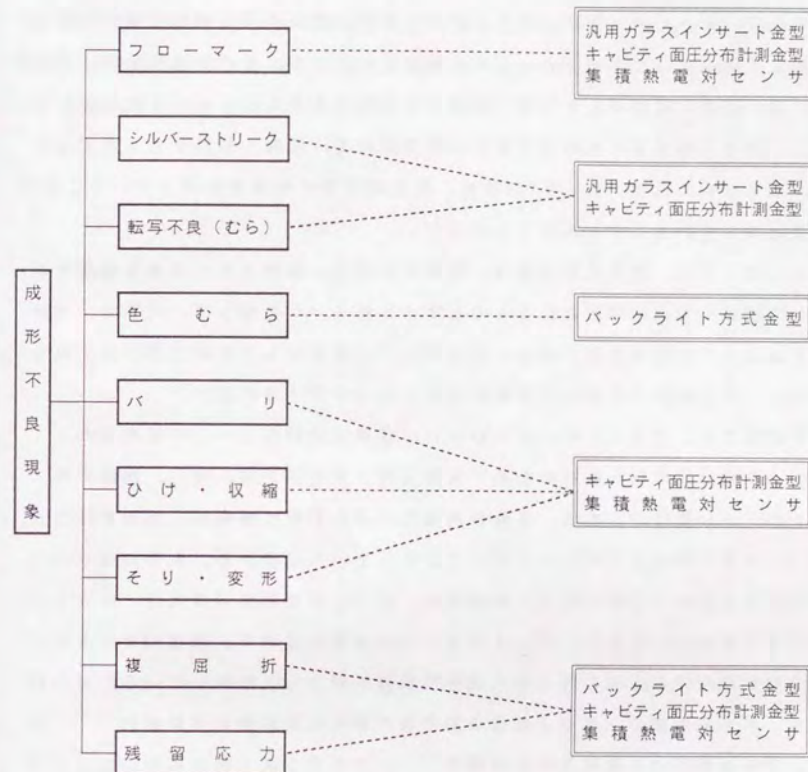 成形不良現象
フローマーク
シルバーストリーク
転写不良（むら）
色むら
バリ
ひけ・収縮
そり・変形
複屈折
残留応力
汎用ガラスインサート金型
キャビティ面圧分布計測金型
集積熱電対センサ
汎用ガラスインサート金型
キャビティ面圧分布計測金型
バックライト方式金型
キャビティ面圧分布計測金型
集積熱電対センサ
バックライト方式金型
キャビティ面圧分布計測金型
集積熱電対センサ